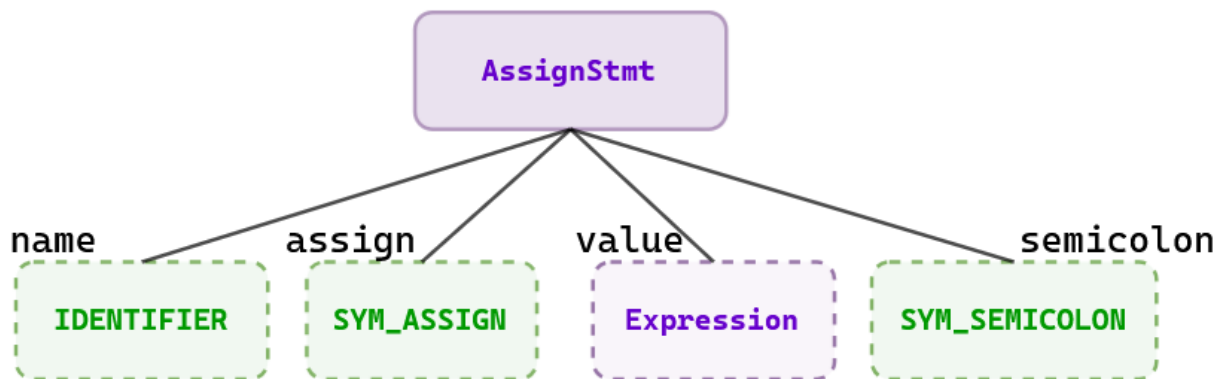 AssignStmt
name assign value semicolon
IDENTIFIER SYM_ASSIGN Expression SYM_SEMICOLON